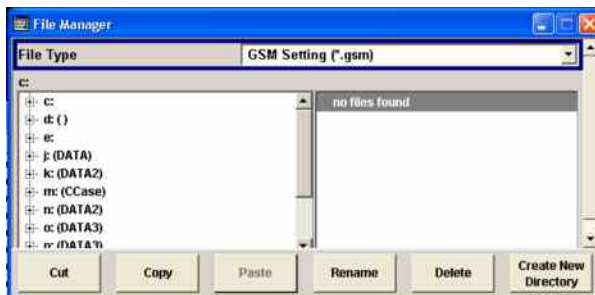 File Manager
File Type GSM Setting (*.gsm)
c:
c:
d: ( )
e:
j: (DATA)
k: (DATA2)
m: (CCase)
n: (DATA2)
o: (DATA3)
no files found
Cut Copy Paste Rename Delete Create New
Directory